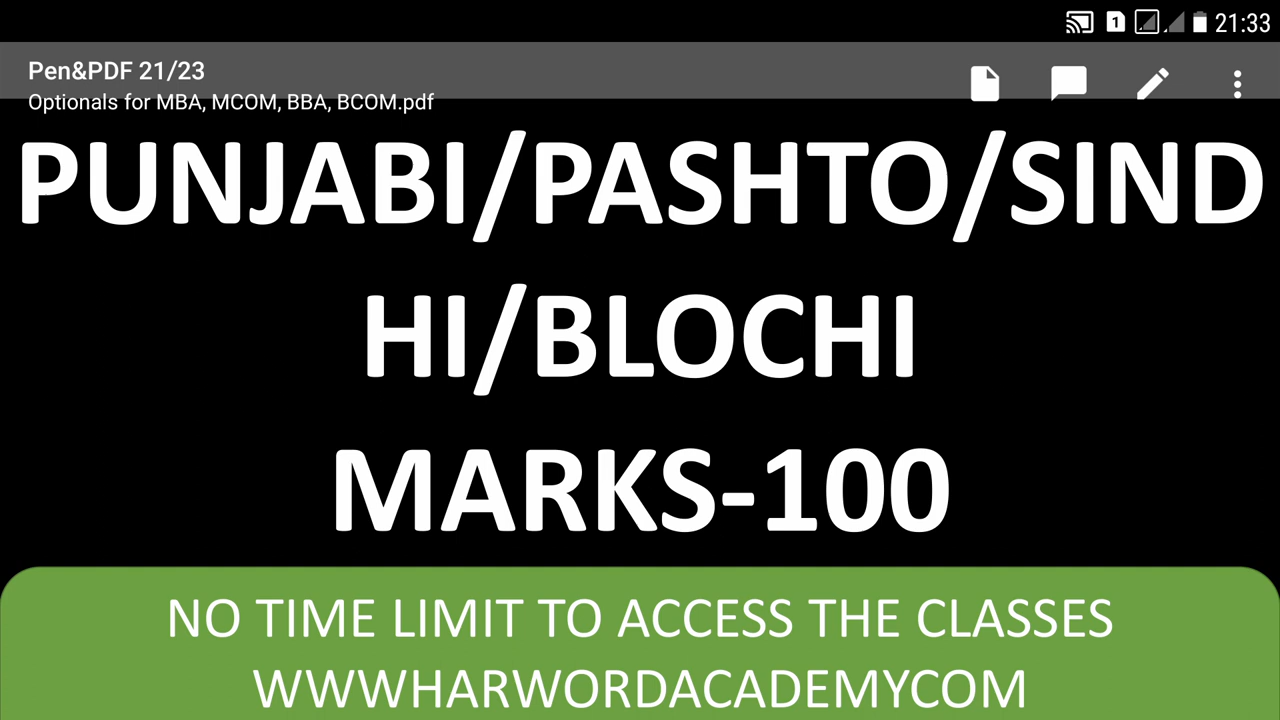 21:33
Pen&PDF 21/23
Optionals for MBA, MCOM, BBA, BCOM.pdf
PUNJABI/PASHTO/SIND
HI/BLOCHI
MARKS-100
NO TIME LIMIT TO ACCESS THE CLASSES
WWWHARWORDACADEMYCOM